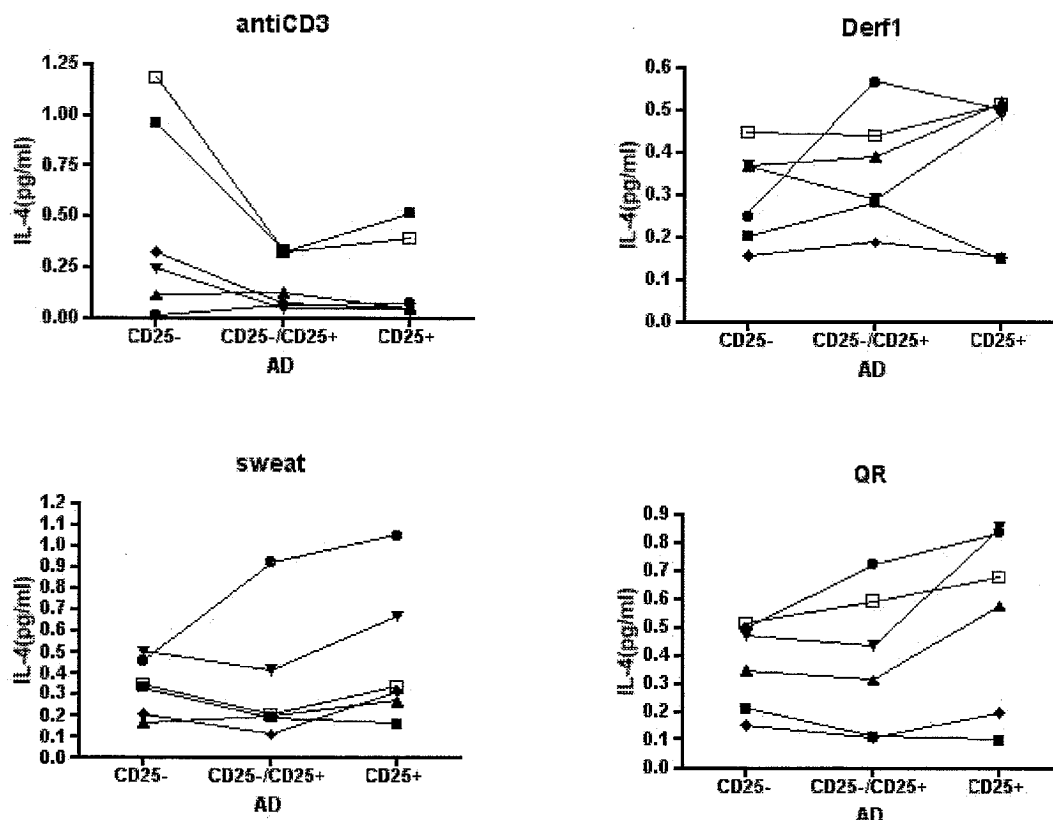 antiCD3
IL-4(pg/ml)
1.25
1.00
0.75
0.50
0.25
0.00
CD25-
CD25-/CD25+
CD25+
AD
Derf1
IL-4(pg/ml)
0.6
0.5
0.4
0.3
0.2
0.1
0.0
CD25-
CD25-/CD25+
CD25+
AD
sweat
IL-4(pg/ml)
1.2
1.1
1.0
0.9
0.8
0.7
0.6
0.5
0.4
0.3
0.2
0.1
0.0
CD25-
CD25-/CD25+
CD25+
AD
QR
IL-4(pg/ml)
0.9
0.8
0.7
0.6
0.5
0.4
0.3
0.2
0.1
0.0
CD25-
CD25-/CD25+
CD25+
AD